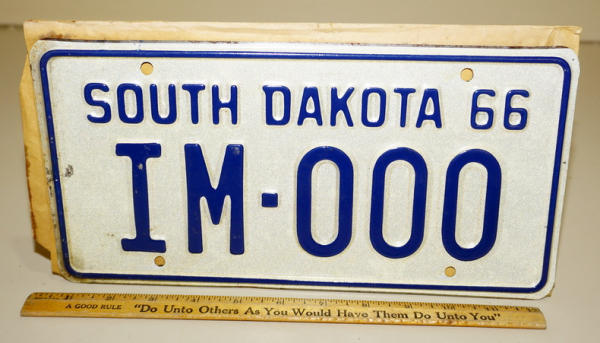 SOUTH DAKOTA 66
IM-000
A GOOD RULE "Do Unto Others As You Would Have Them Do Unto You"